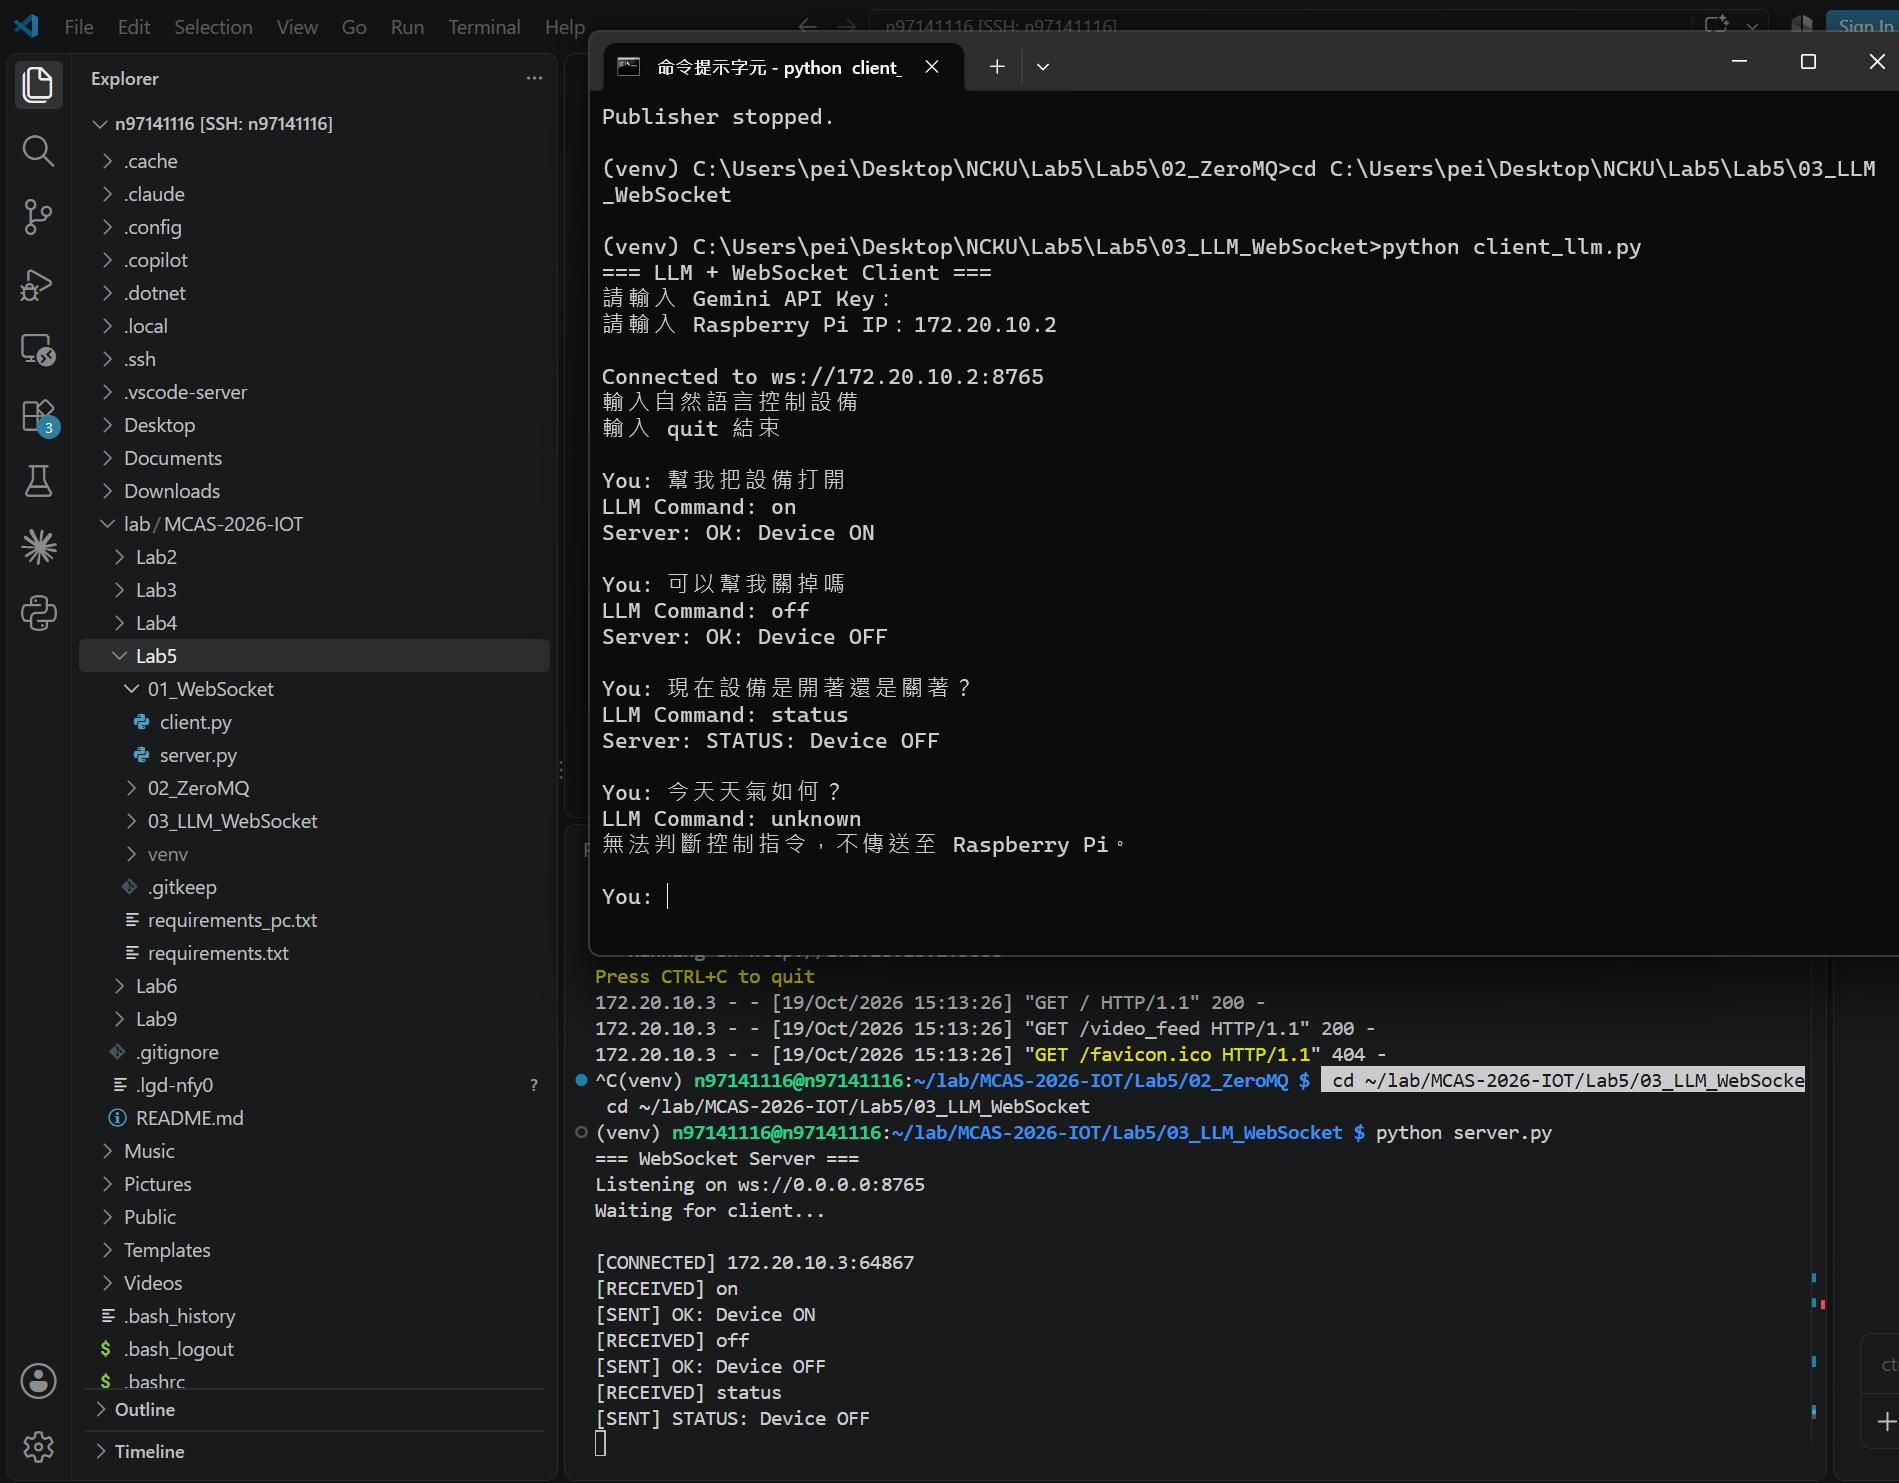 File Edit Selection View Go Run Terminal Help
n97141116 [SSH: n97141116]
Sign In
Explorer
n97141116 [SSH: n97141116]
.cache
.claude
.config
.copilot
.dotnet
.local
.ssh
.vscode-server
Desktop
Documents
Downloads
lab / MCAS-2026-IOT
Lab2
Lab3
Lab4
Lab5
01_WebSocket
client.py
server.py
02_ZeroMQ
03_LLM_WebSocket
venv
.gitkeep
requirements_pc.txt
requirements.txt
Lab6
Lab9
.gitignore
.lgd-nfy0 ?
README.md
Music
Pictures
Public
Templates
Videos
.bash_history
.bash_logout
.bashrc
Outline
Timeline
3
命令提示字元 - python client_
Publisher stopped.
(venv) C:\Users\pei\Desktop\NCKU\Lab5\Lab5\02_ZeroMQ>cd C:\Users\pei\Desktop\NCKU\Lab5\Lab5\03_LLM
_WebSocket
(venv) C:\Users\pei\Desktop\NCKU\Lab5\Lab5\03_LLM_WebSocket>python client_llm.py
=== LLM + WebSocket Client ===
請輸入 Gemini API Key：
請輸入 Raspberry Pi IP：172.20.10.2
Connected to ws://172.20.10.2:8765
輸入自然語言控制設備
輸入 quit 結束
You: 幫我把設備打開
LLM Command: on
Server: OK: Device ON
You: 可以幫我關掉嗎
LLM Command: off
Server: OK: Device OFF
You: 現在設備是開著還是關著？
LLM Command: status
Server: STATUS: Device OFF
You: 今天天氣如何？
LLM Command: unknown
無法判斷控制指令，不傳送至 Raspberry Pi。
You:
Press CTRL+C to quit
172.20.10.3 - - [19/Oct/2026 15:13:26] "GET / HTTP/1.1" 200 -
172.20.10.3 - - [19/Oct/2026 15:13:26] "GET /video_feed HTTP/1.1" 200 -
172.20.10.3 - - [19/Oct/2026 15:13:26] "GET /favicon.ico HTTP/1.1" 404 -
^C(venv) n97141116@n97141116:~/lab/MCAS-2026-IOT/Lab5/02_ZeroMQ $ cd ~/lab/MCAS-2026-IOT/Lab5/03_LLM_WebSocke
cd ~/lab/MCAS-2026-IOT/Lab5/03_LLM_WebSocket
(venv) n97141116@n97141116:~/lab/MCAS-2026-IOT/Lab5/03_LLM_WebSocket $ python server.py
=== WebSocket Server ===
Listening on ws://0.0.0.0:8765
Waiting for client...
[CONNECTED] 172.20.10.3:64867
[RECEIVED] on
[SENT] OK: Device ON
[RECEIVED] off
[SENT] OK: Device OFF
[RECEIVED] status
[SENT] STATUS: Device OFF